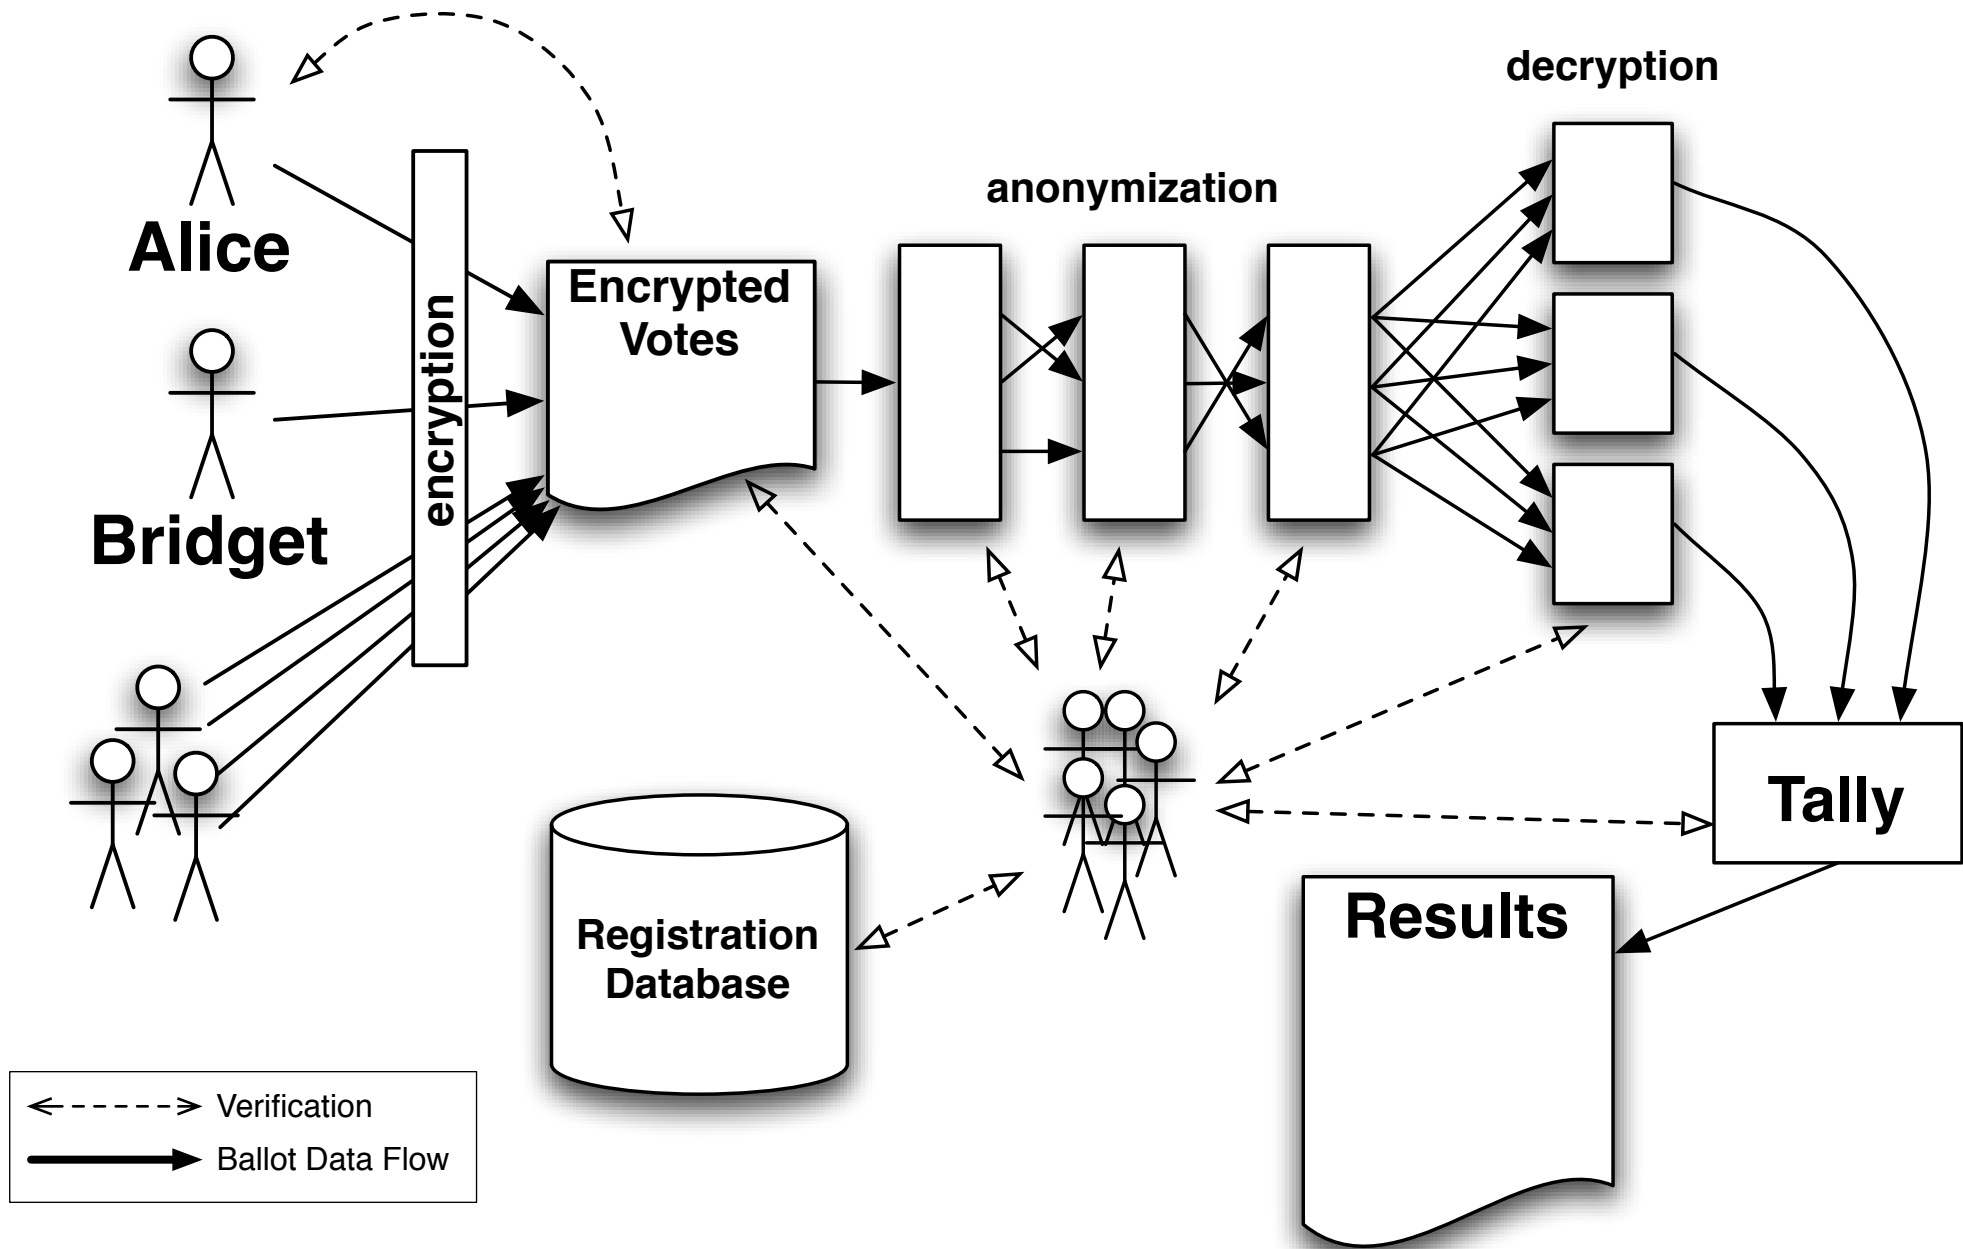 decryption
anonymization
Alice
Encrypted
Votes
encryption
Bridget
Tally
Results
Registration
Database
Verification
Ballot Data Flow